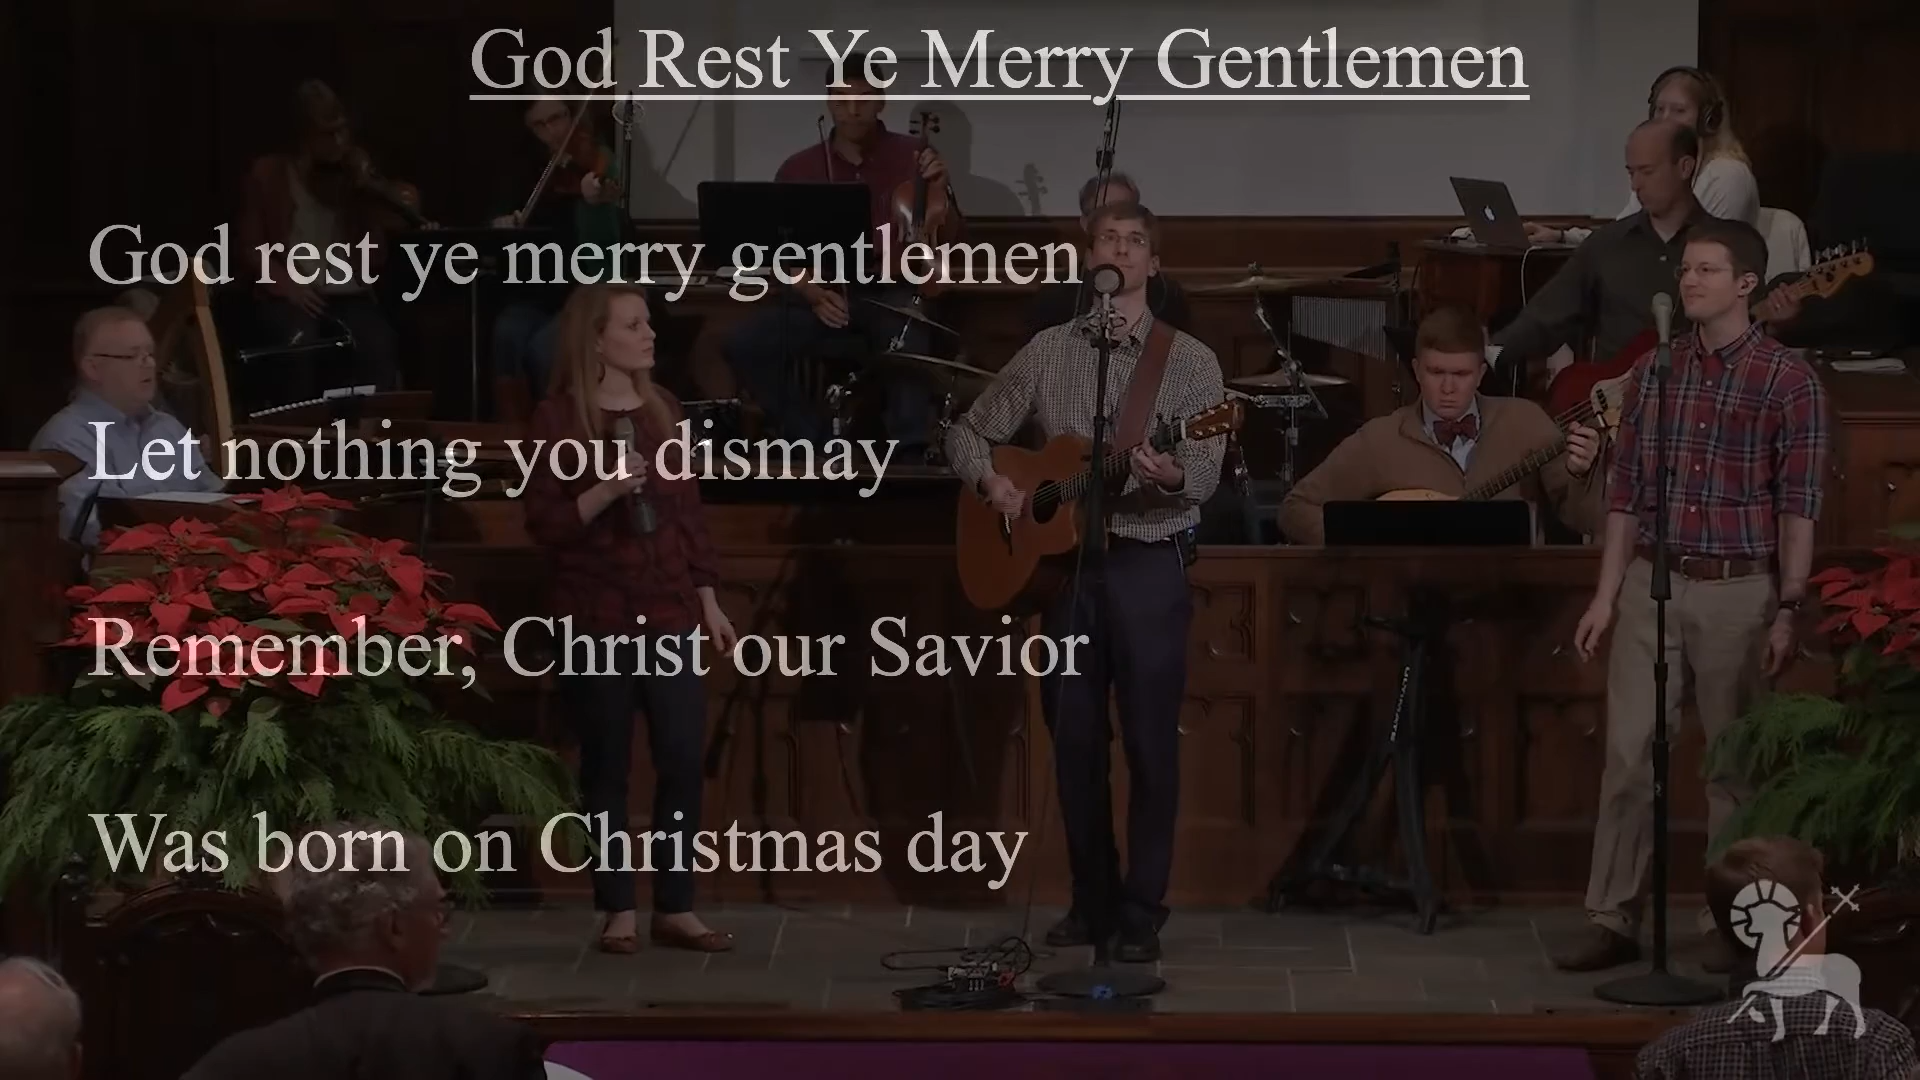 God Rest Ye Merry Gentlemen
God rest ye merry gentlemen
Let nothing you dismay
Remember, Christ our Savior
Was born on Christmas day